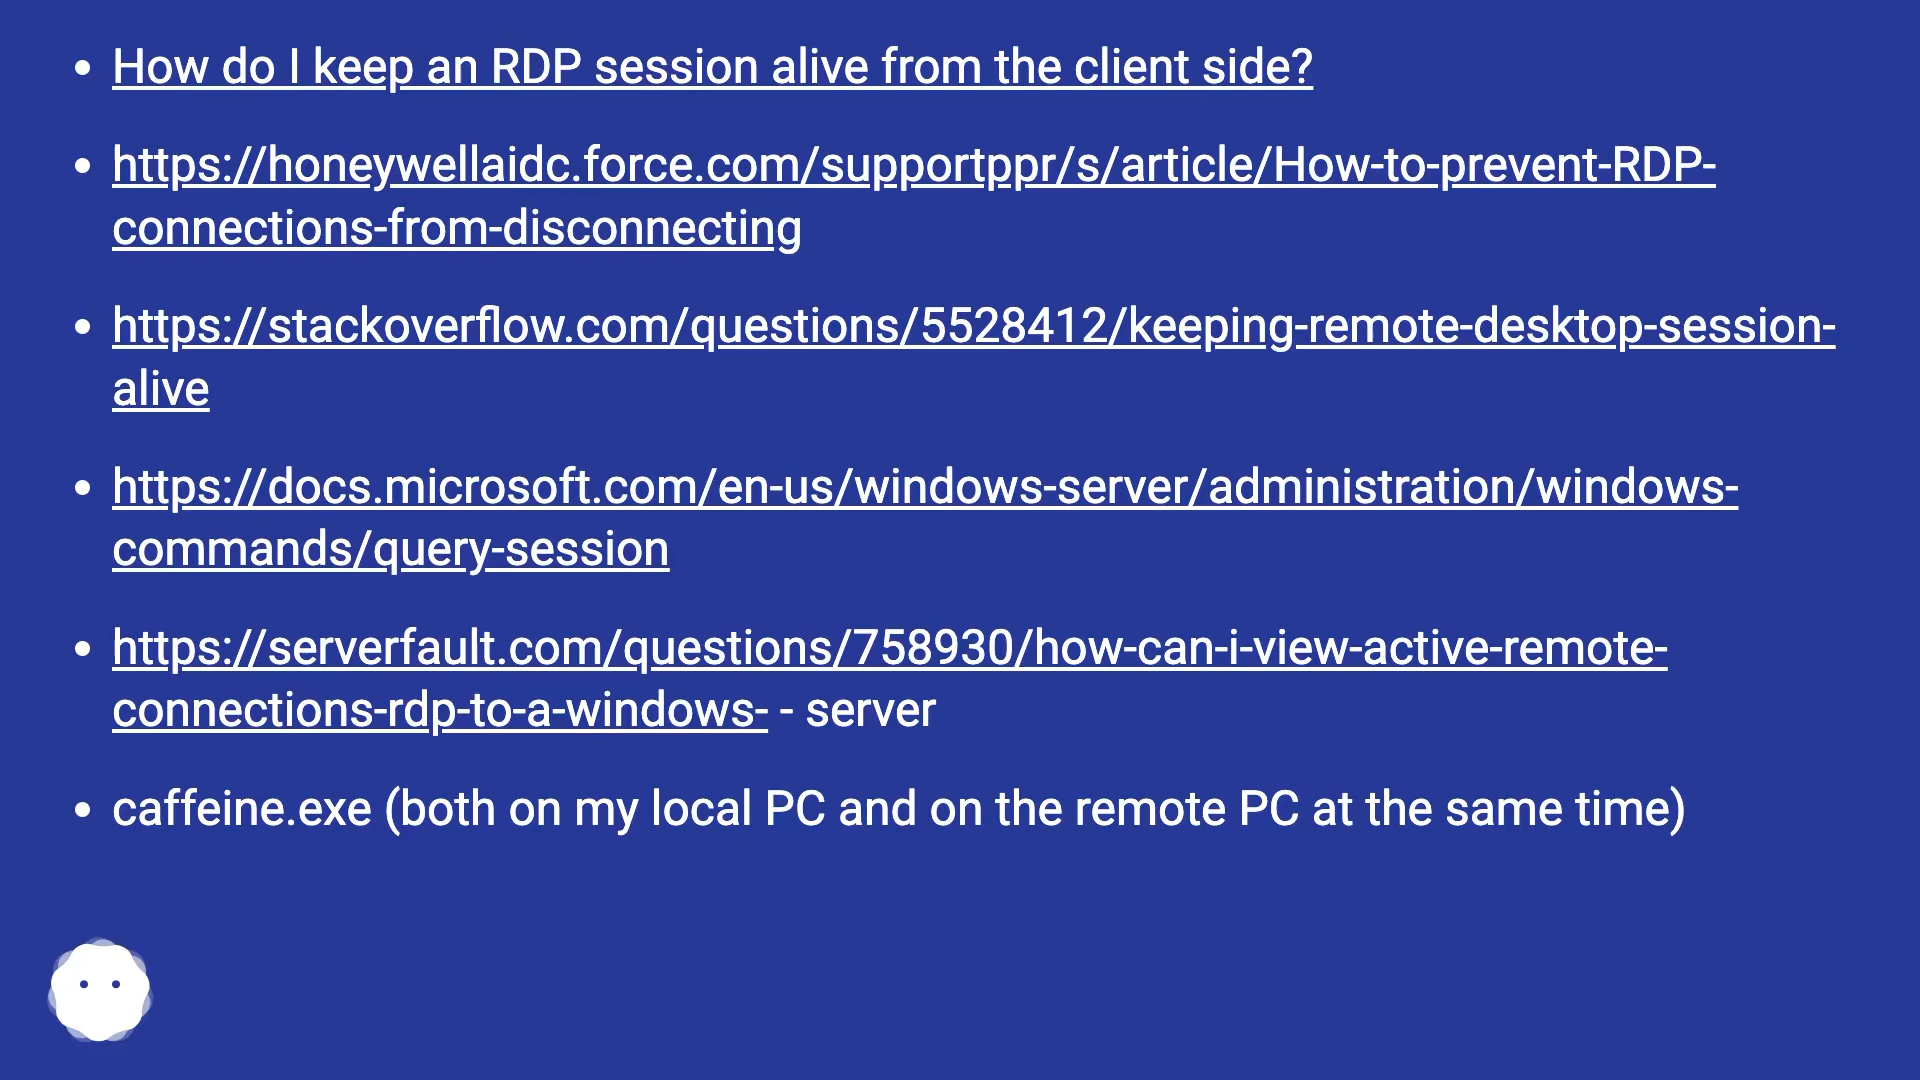 • How do I keep an RDP session alive from the client side?
• https://honeywellaidc.force.com/supportppr/s/article/How-to-prevent-RDP-
connections-from-disconnecting
• https://stackoverflow.com/questions/5528412/keeping-remote-desktop-session-
alive
• https://docs.microsoft.com/en-us/windows-server/administration/windows-
commands/query-session
• https://serverfault.com/questions/758930/how-can-i-view-active-remote-
connections-rdp-to-a-windows- - server
• caffeine.exe (both on my local PC and on the remote PC at the same time)